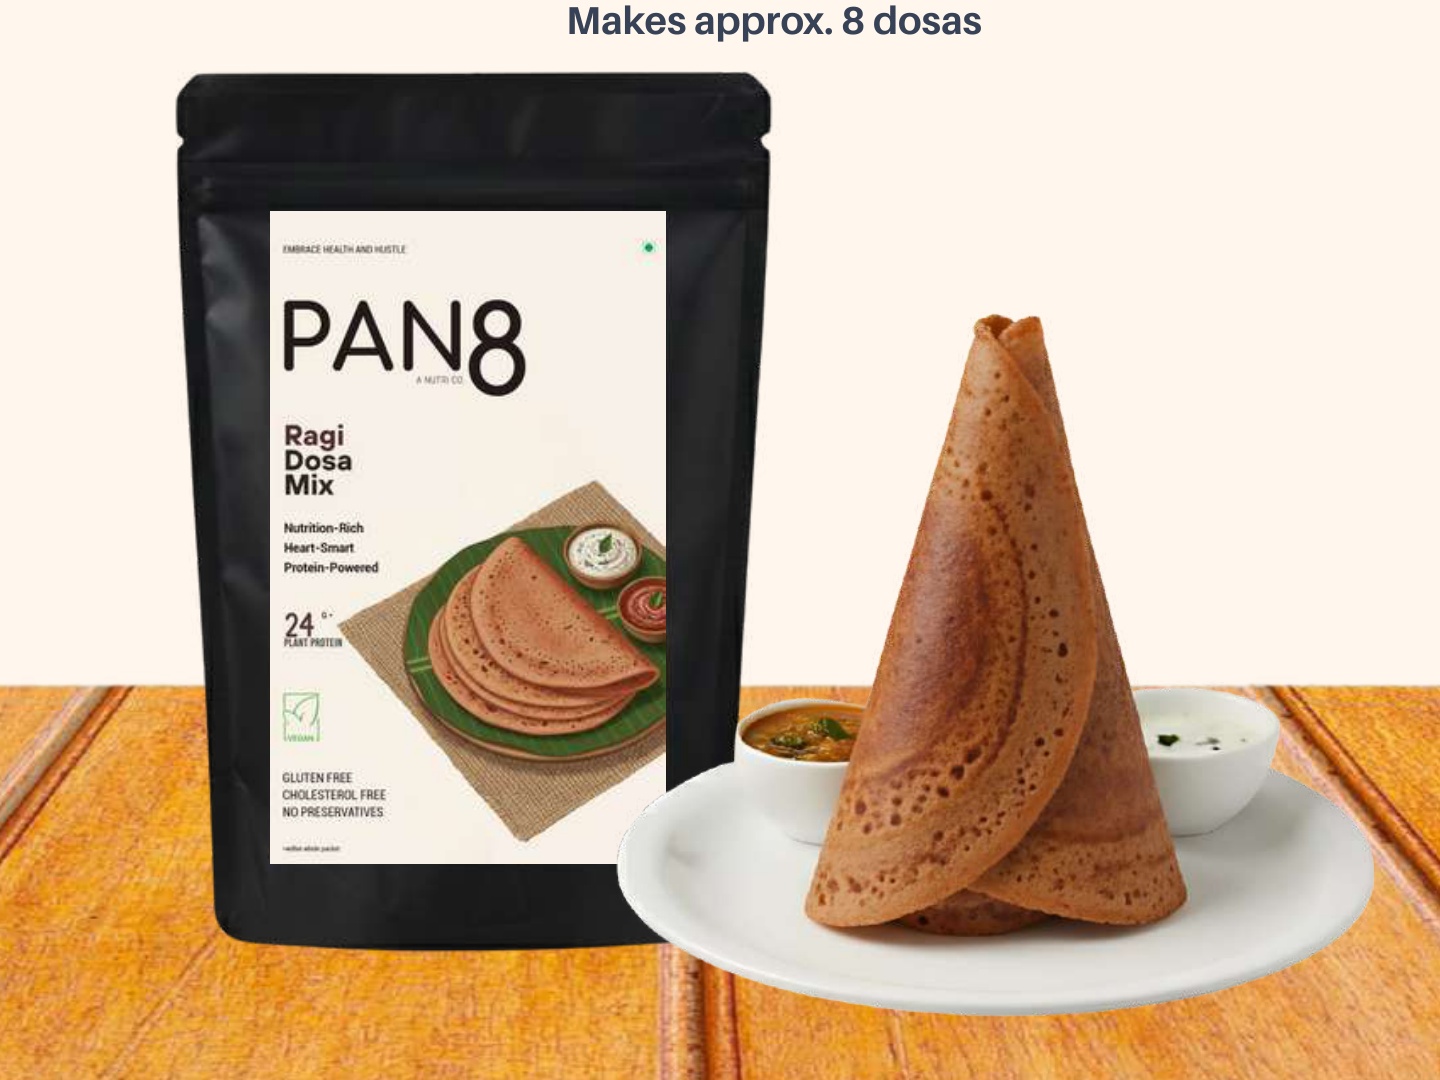 Makes approx. 8 dosas
EMBRACE HEALTH AND HUSTLE
PAN8
A NUTRI CO.
Ragi
Dosa
Mix
Nutrition-Rich
Heart-Smart
Protein-Powered
24 G*
PLANT PROTEIN
VEGAN
GLUTEN FREE
CHOLESTEROL FREE
NO PRESERVATIVES